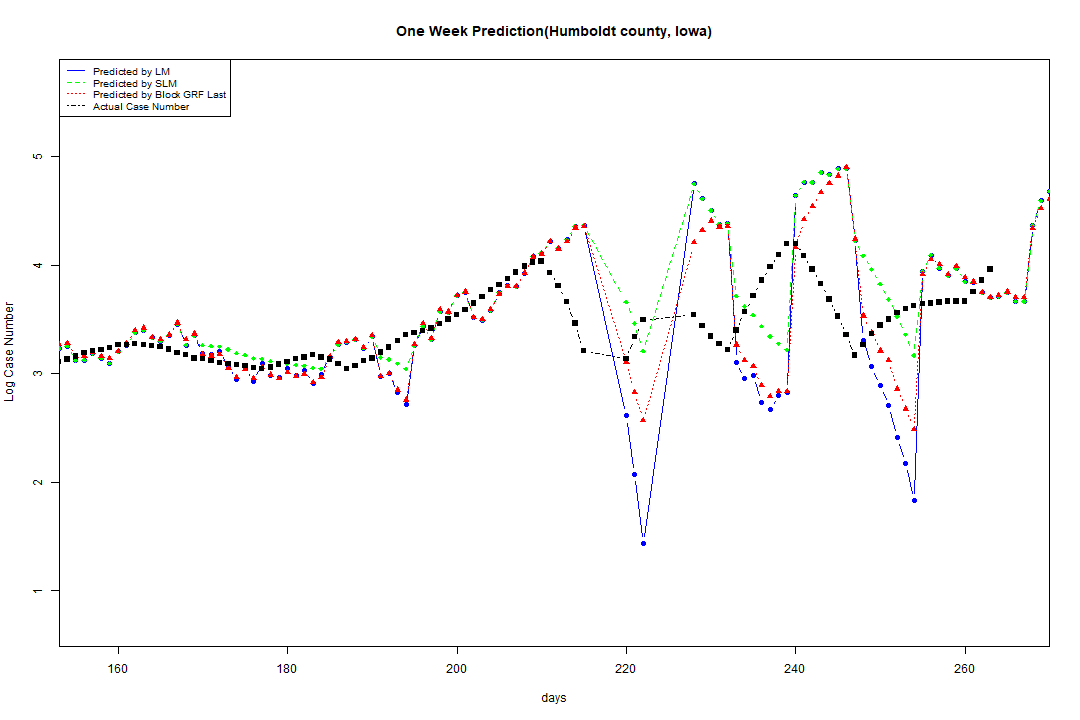 One Week Prediction(Humboldt county, Iowa)
Predicted by LM
Predicted by SLM
Predicted by Block GRF Last
Actual Case Number
5
4
3
2
1
Log Case Number
160 180 200 220 240 260
days